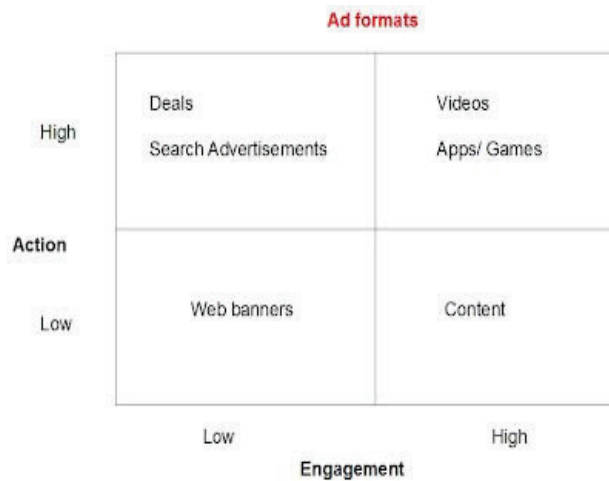 Ad formats
Deals
Videos
High
Search Advertisements
Apps/ Games
Action
Low
Web banners
Content
Low
High
Engagement